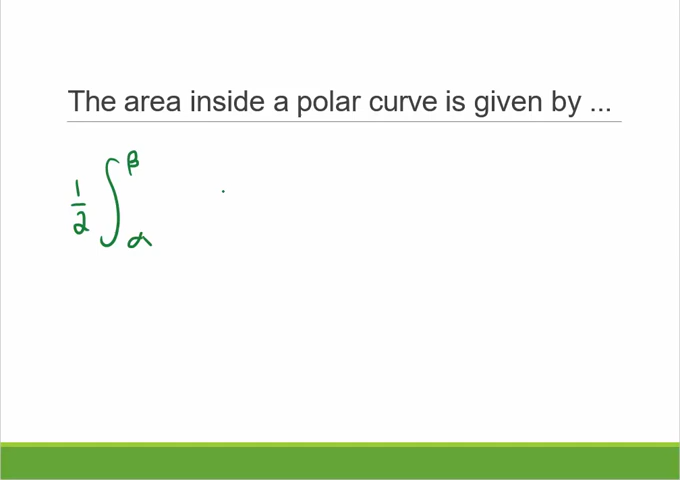 The area inside a polar curve is given by ...
1/2 ∫_α^β